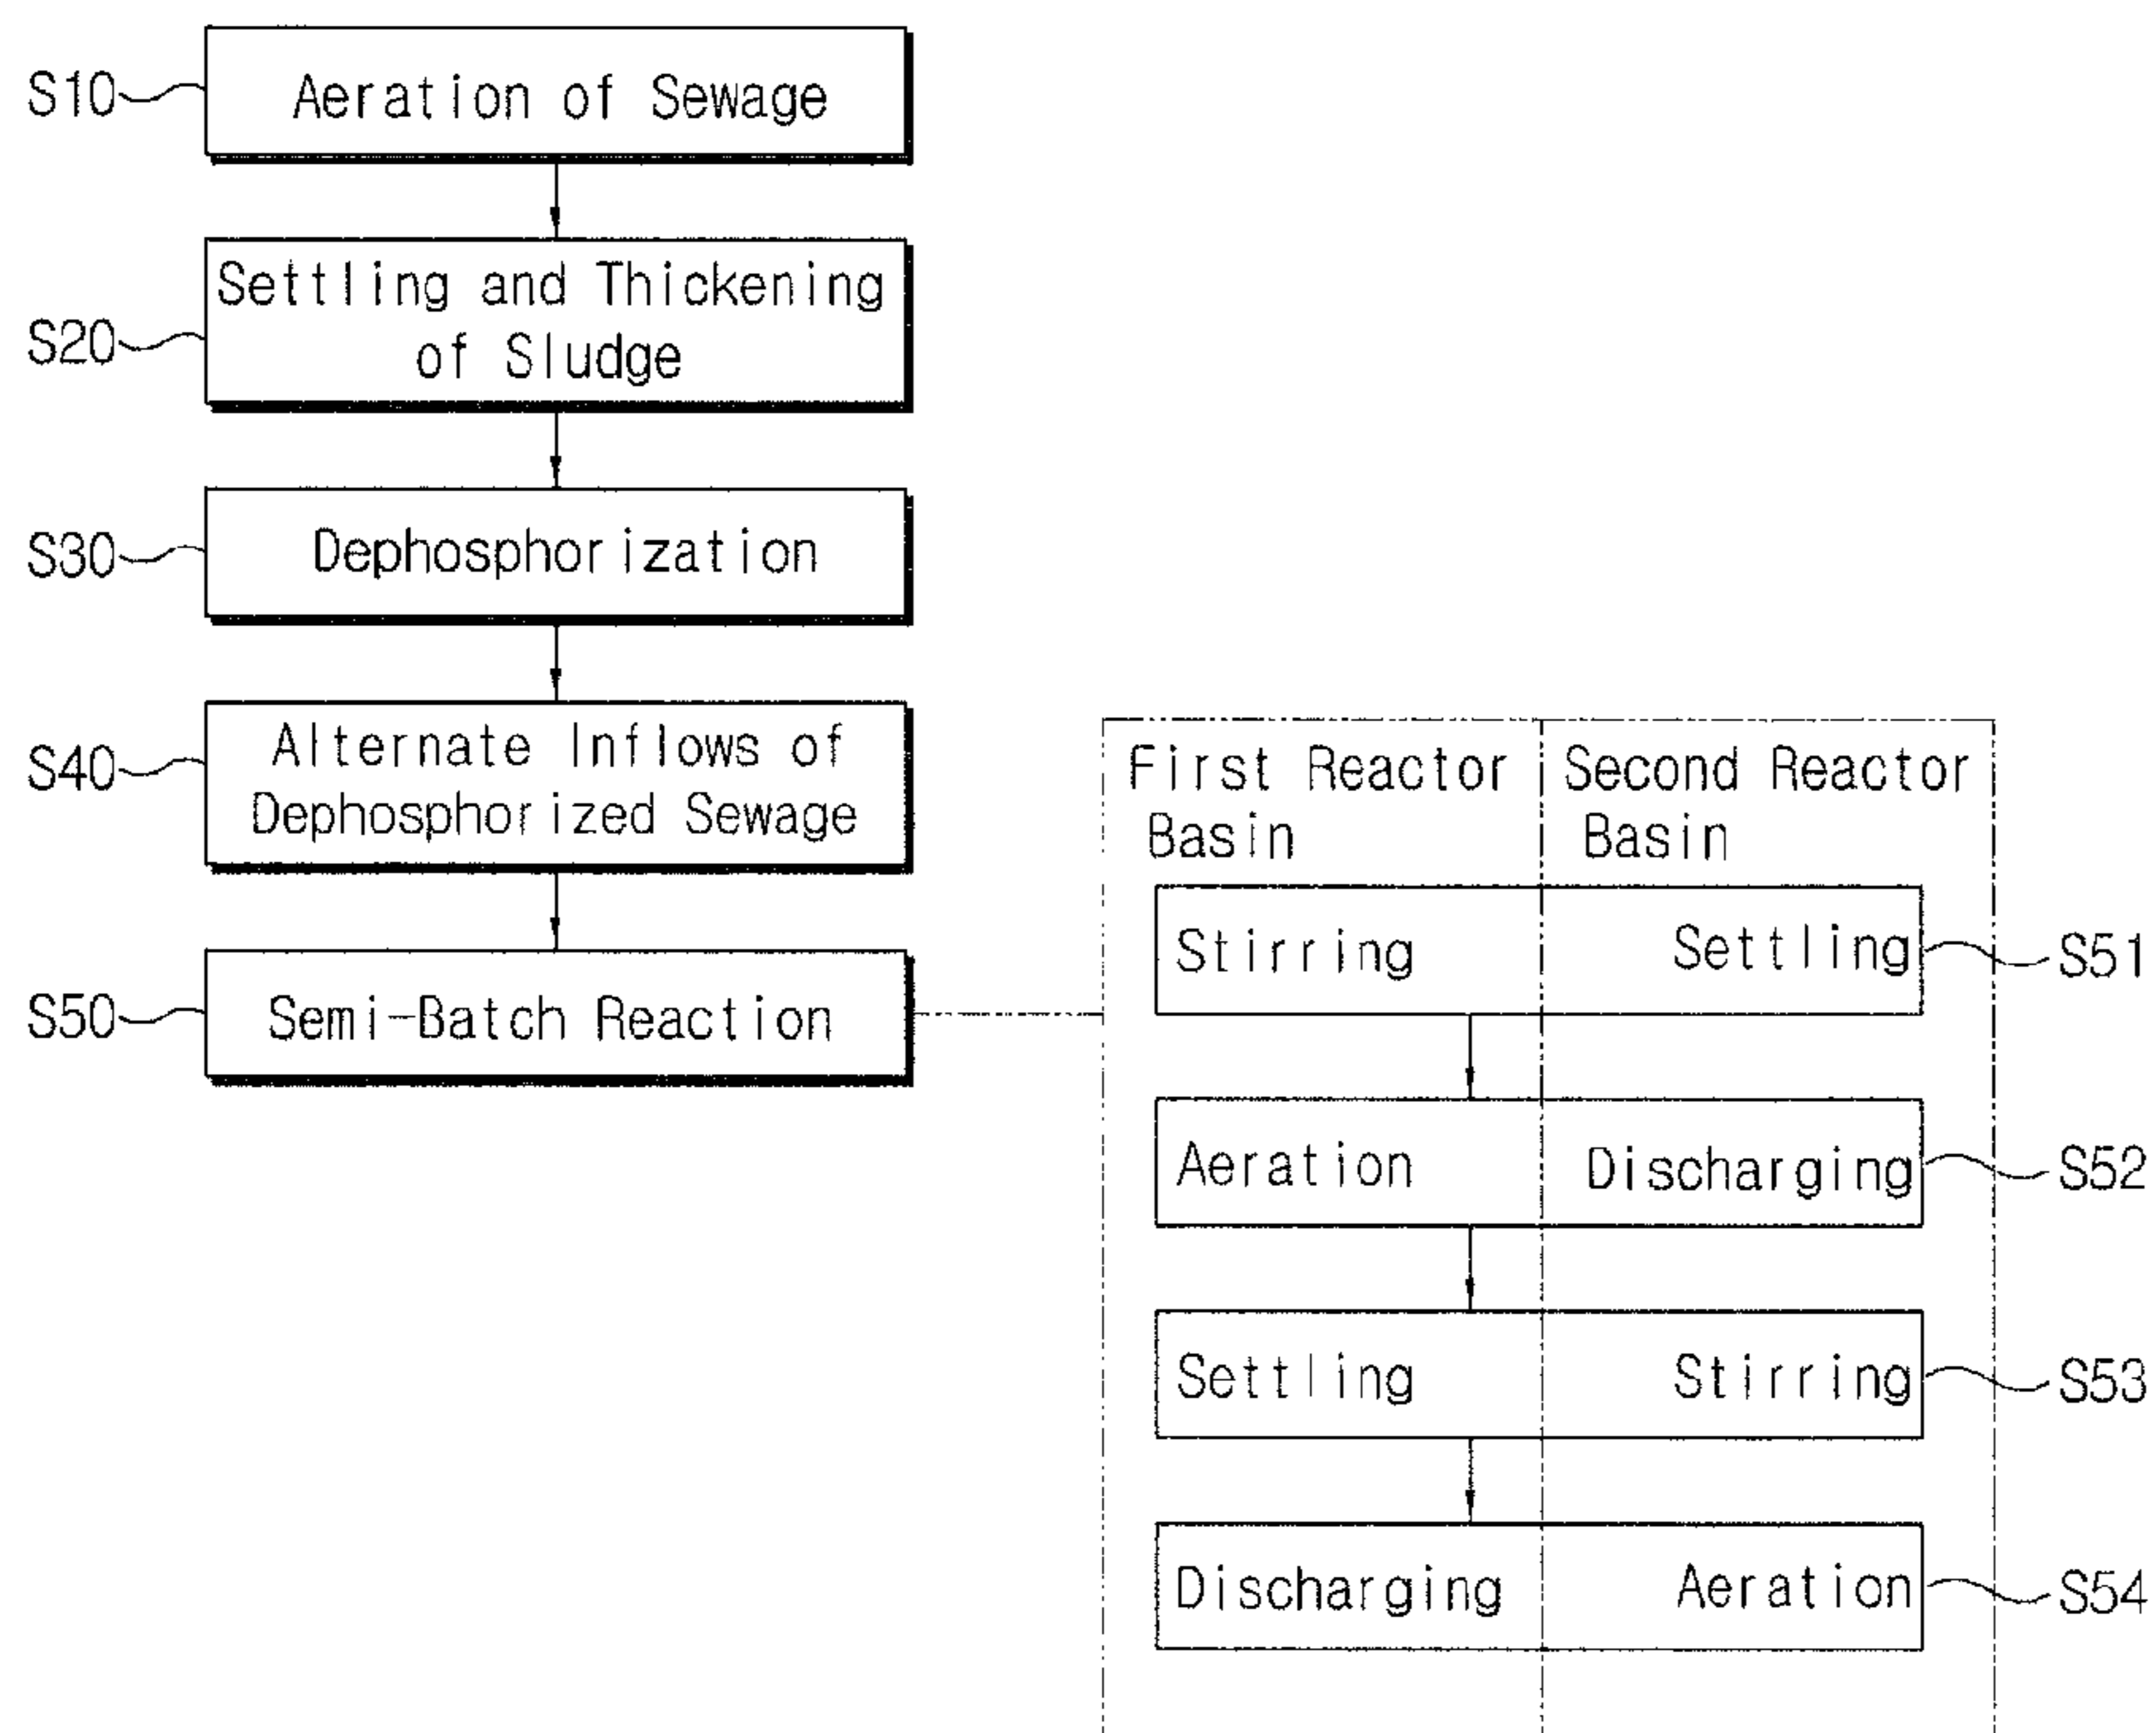 S10
Aeration of Sewage
S20
Settling and Thickening
of Sludge
S30
Dephosphorization
S40
Alternate Inflows of
Dephosphorized Sewage
S50
Semi-Batch Reaction
First Reactor
Basin
Second Reactor
Basin
Stirring
Settling
S51
Aeration
Discharging
S52
Settling
Stirring
S53
Discharging
Aeration
S54